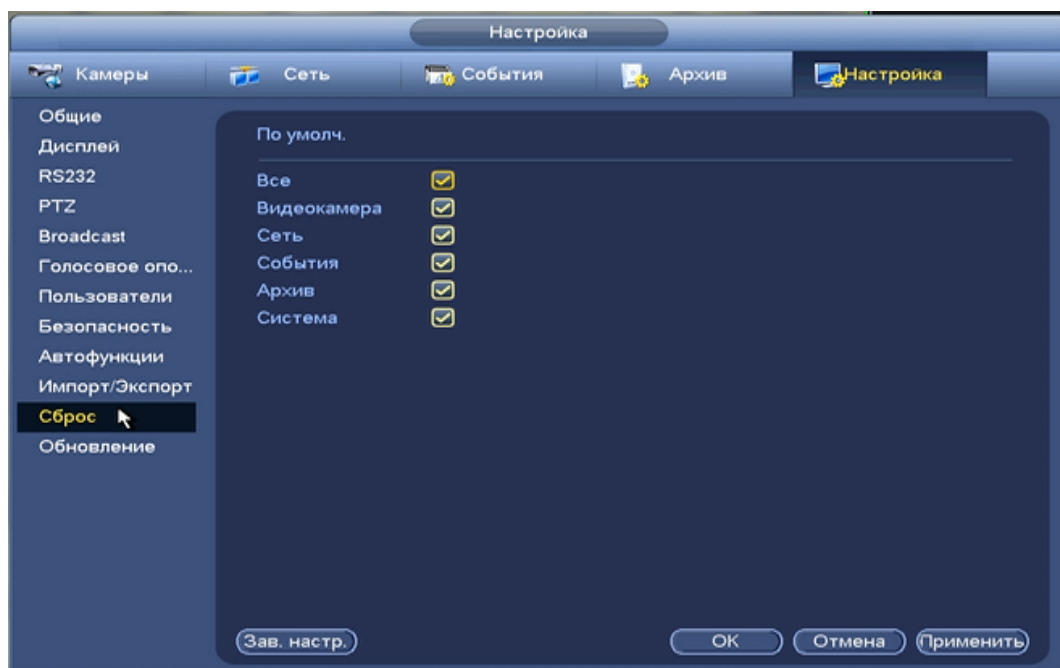 Настройка
Камеры
Сеть
События
Архив
Настройка
Общие
Дисплей
RS232
PTZ
Broadcast
Голосовое опо...
Пользователи
Безопасность
Автофункции
Импорт/Экспорт
Сброс
Обновление
По умолч.
Все
Видеокамера
Сеть
События
Архив
Система
Зав. настр.
OK
Отмена
Применить